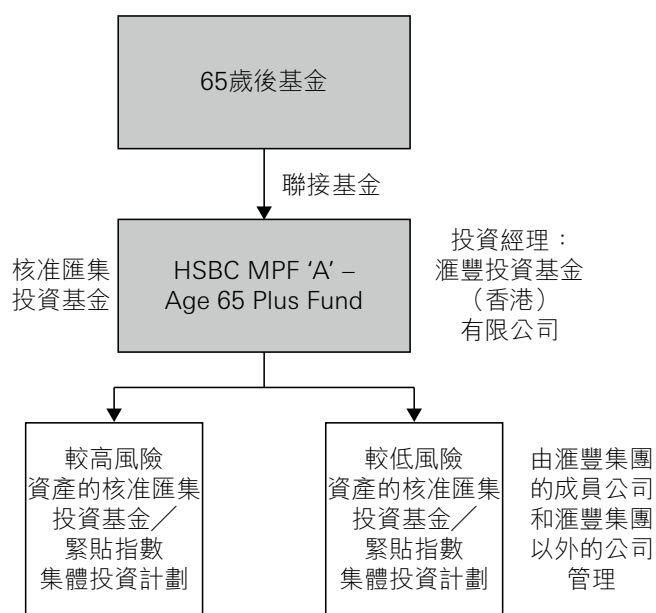 65歲後基金
聯接基金
核准匯集
投資基金
HSBC MPF ‘A’ –
Age 65 Plus Fund
投資經理：
滙豐投資基金
（香港）
有限公司
較高風險
資產的核准匯集
投資基金／
緊貼指數
集體投資計劃
較低風險
資產的核准匯集
投資基金／
緊貼指數
集體投資計劃
由滙豐集團
的成員公司
和滙豐集團
以外的公司
管理